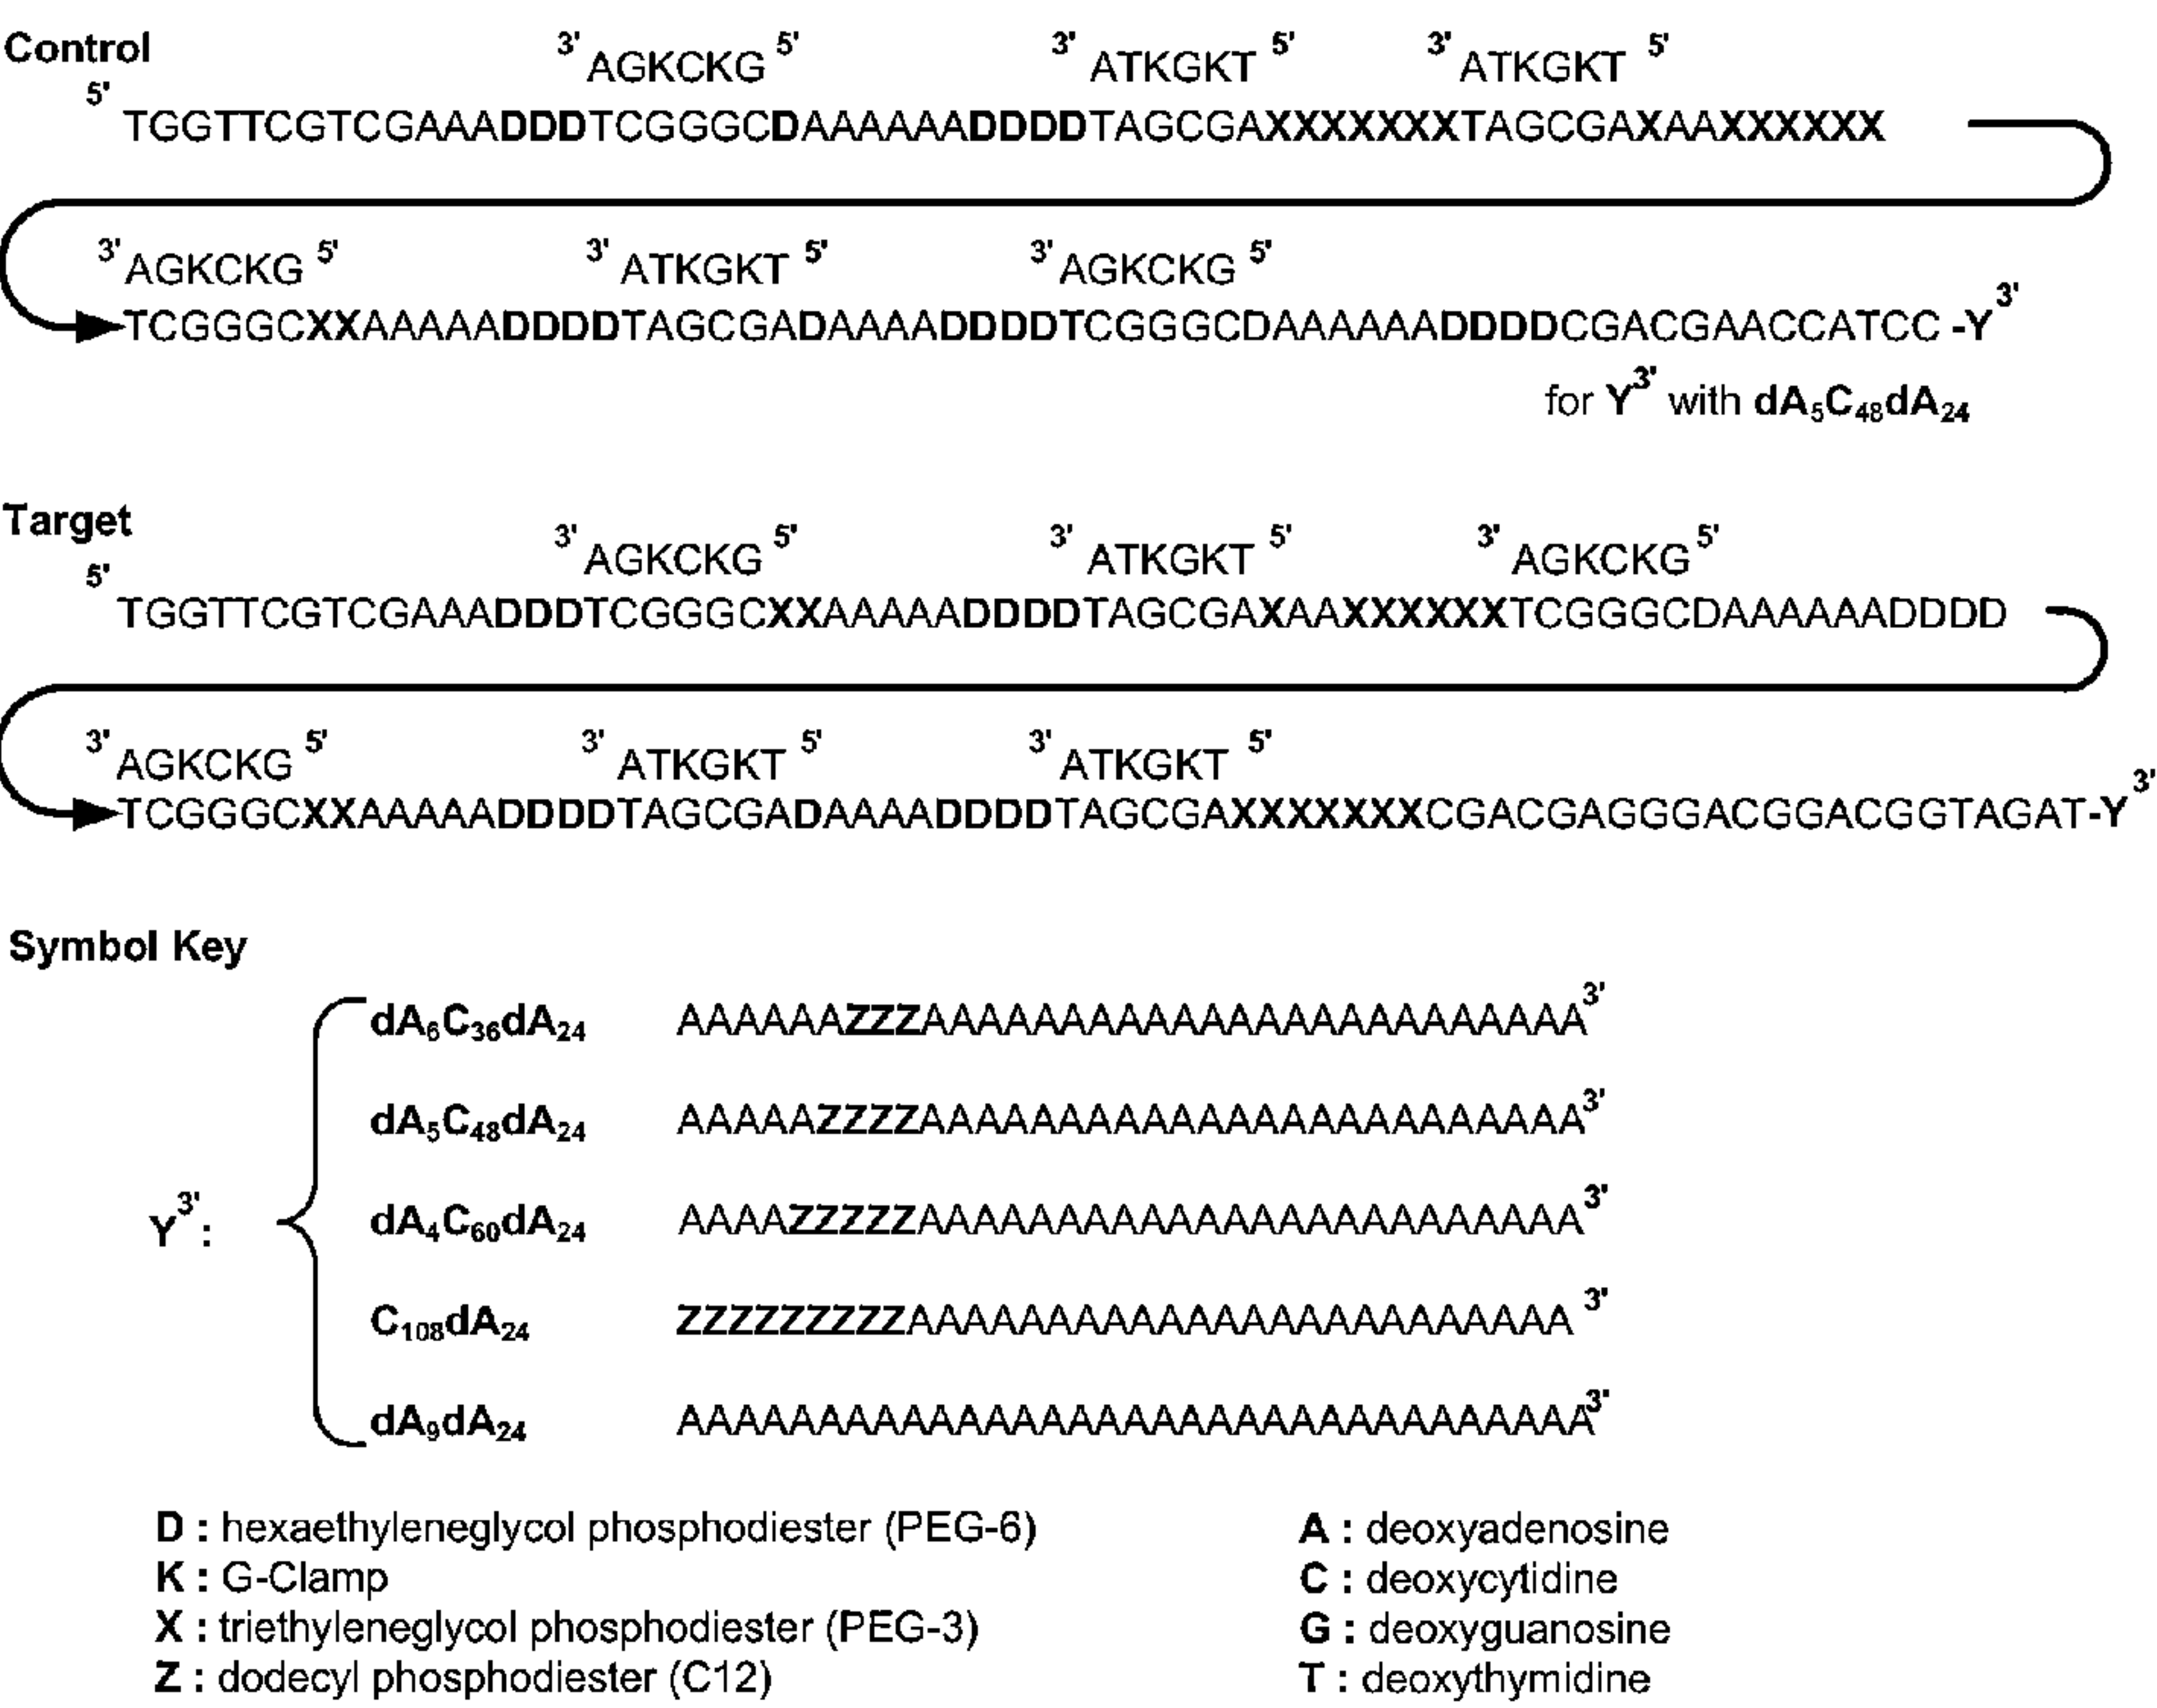 Control
3' AGKCKG 5' 3' ATKGKT 5' 3' ATKGKT 5'
5' TGGTTCGTCGAAADDDTCGGGCDAAAAAADDDDTAGCGAXXXXXXXTAGCGAXAAXXXXXX
3' AGKCKG 5' 3' ATKGKT 5' 3' AGKCKG 5'
TCGGGCXXAAAAADDDDTAGCGADAAAADDDDTCGGGCDAAAAAADDDDCGACGAACCATCC -Y3'
for Y3' with dA5C48dA24
Target
3' AGKCKG 5' 3' ATKGKT 5' 3' AGKCKG 5'
5' TGGTTCGTCGAAADDDTCGGGCXXAAAAADDDDTAGCGAXAAXXXXXXTCGGGCDAAAAAADDDD
3' AGKCKG 5' 3' ATKGKT 5' 3' ATKGKT 5'
TCGGGCXXAAAAADDDDTAGCGADAAAADDDDTAGCGAXXXXXXXCGACGAGGGACGGACGGTAGAT-Y3'
Symbol Key
Y3' :
dA6C36dA24 AAAAAAZZZAAAAAAAAAAAAAAAAAAAAAAAA3'
dA5C48dA24 AAAAAZZZZAAAAAAAAAAAAAAAAAAAAAAAA3'
dA4C60dA24 AAAAZZZZZAAAAAAAAAAAAAAAAAAAAAAAA3'
C108dA24 ZZZZZZZZZAAAAAAAAAAAAAAAAAAAAAAAA 3'
dA9dA24 AAAAAAAAAAAAAAAAAAAAAAAAAAAAAAAAA3'
D : hexaethyleneglycol phosphodiester (PEG-6)
K : G-Clamp
X : triethyleneglycol phosphodiester (PEG-3)
Z : dodecyl phosphodiester (C12)
A : deoxyadenosine
C : deoxycytidine
G : deoxyguanosine
T : deoxythymidine